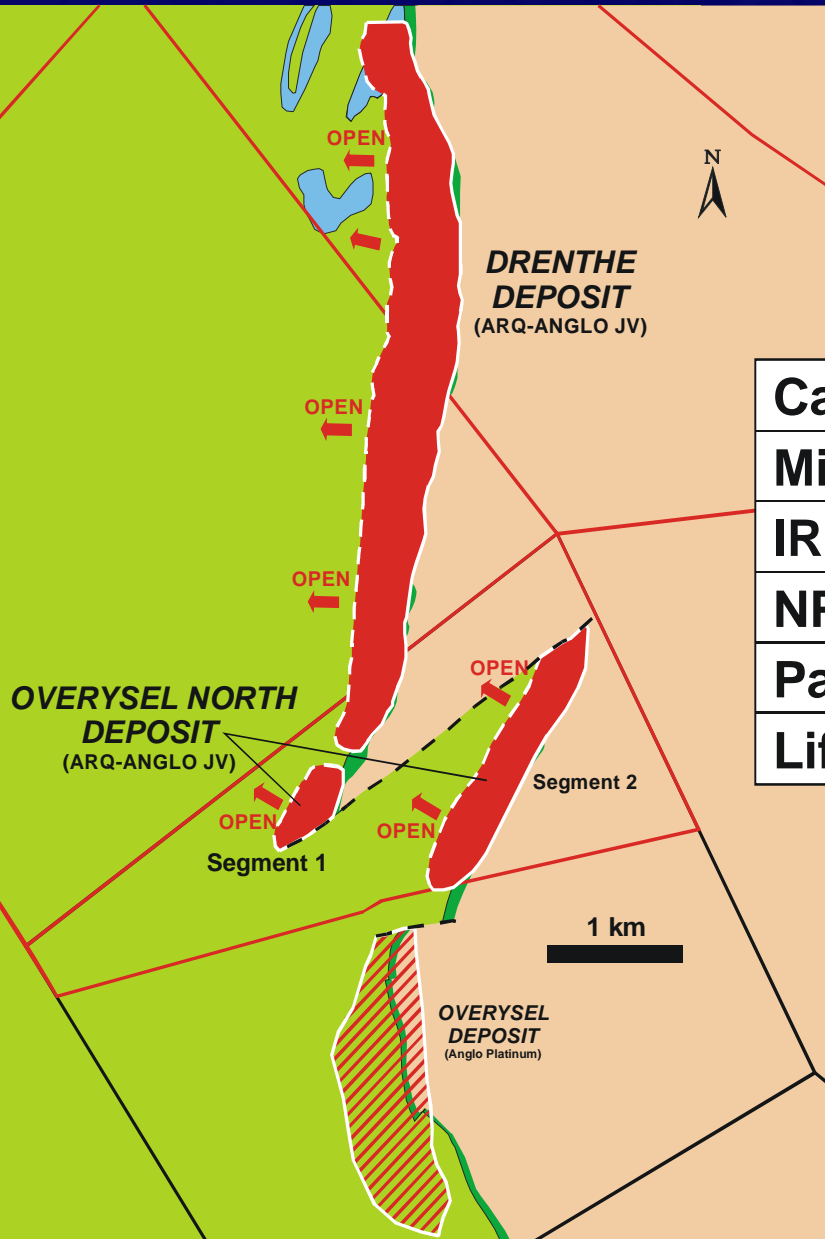 OPEN
N
DRENTHE
DEPOSIT
(ARQ-ANGLO JV)
OPEN
OPEN
OVERYSEL NORTH
DEPOSIT
(ARQ-ANGLO JV)
OPEN
Segment 2
OPEN
OPEN
Segment 1
1 km
OVERYSEL
DEPOSIT
(Anglo Platinum)
Ca
Mi
IR
NP
Pa
Lif